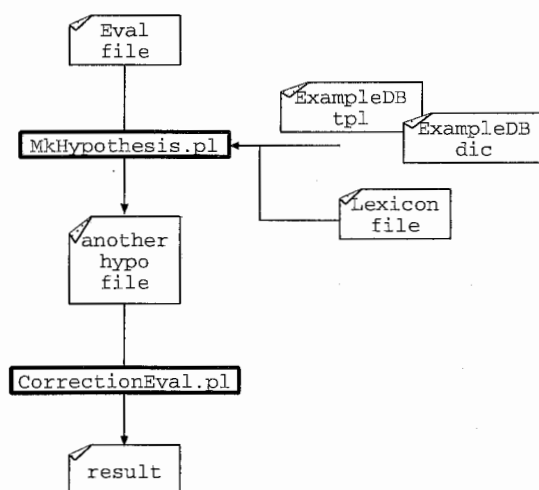 Eval
file
ExampleDB
tpl
ExampleDB
dic
MkHypothesis.pl
Lexicon
file
another
hypo
file
CorrectionEval.pl
result